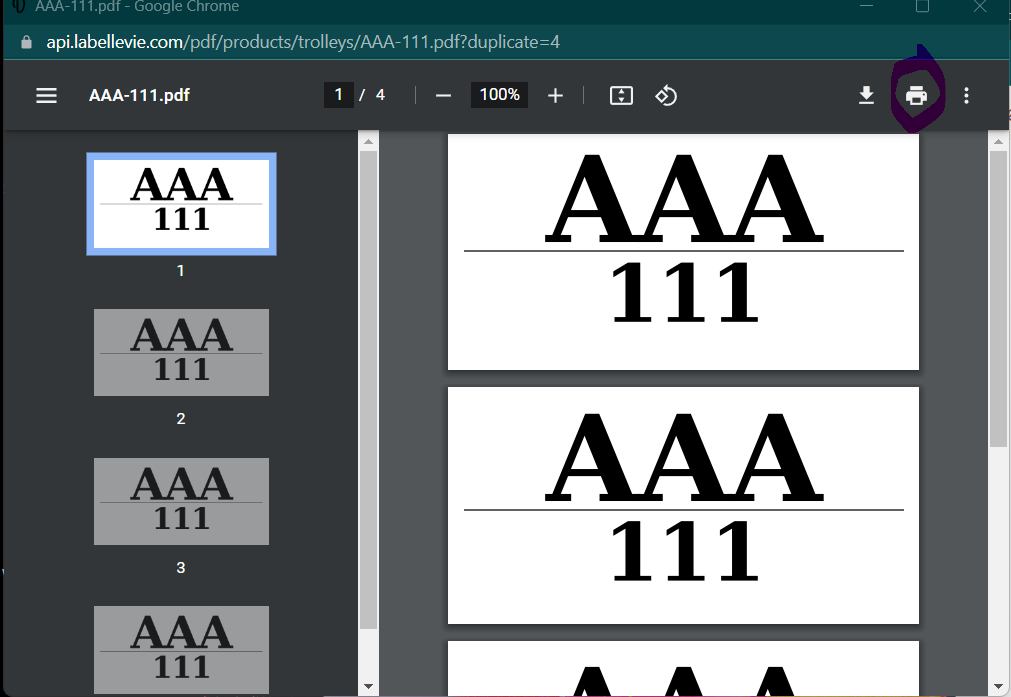 AAA-111.pdf - Google Chrome
api.labellevie.com/pdf/products/trolleys/AAA-111.pdf?duplicate=4
AAA-111.pdf 1 / 4 100%
AAA
111
1
AAA
111
2
AAA
111
3
AAA
111
AAA
111
AAA
111
AAA